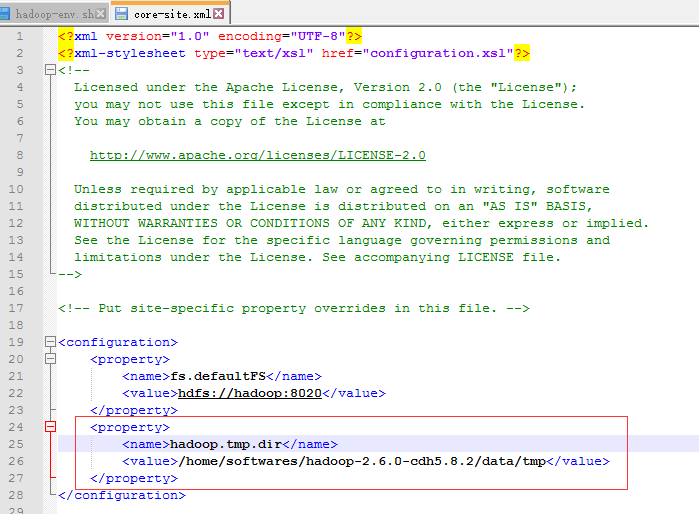 hadoop-env.sh core-site.xml
1 <?xml version="1.0" encoding="UTF-8"?>
2 <?xml-stylesheet type="text/xsl" href="configuration.xsl"?>
3 <!--
4 Licensed under the Apache License, Version 2.0 (the "License");
5 you may not use this file except in compliance with the License.
6 You may obtain a copy of the License at
7
8 http://www.apache.org/licenses/LICENSE-2.0
9
10 Unless required by applicable law or agreed to in writing, software
11 distributed under the License is distributed on an "AS IS" BASIS,
12 WITHOUT WARRANTIES OR CONDITIONS OF ANY KIND, either express or implied.
13 See the License for the specific language governing permissions and
14 limitations under the License. See accompanying LICENSE file.
15 -->
16
17 <!-- Put site-specific property overrides in this file. -->
18
19 <configuration>
20 <property>
21 <name>fs.defaultFS</name>
22 <value>hdfs://hadoop:8020</value>
23 </property>
24 <property>
25 <name>hadoop.tmp.dir</name>
26 <value>/home/softwares/hadoop-2.6.0-cdh5.8.2/data/tmp</value>
27 </property>
28 </configuration>
29